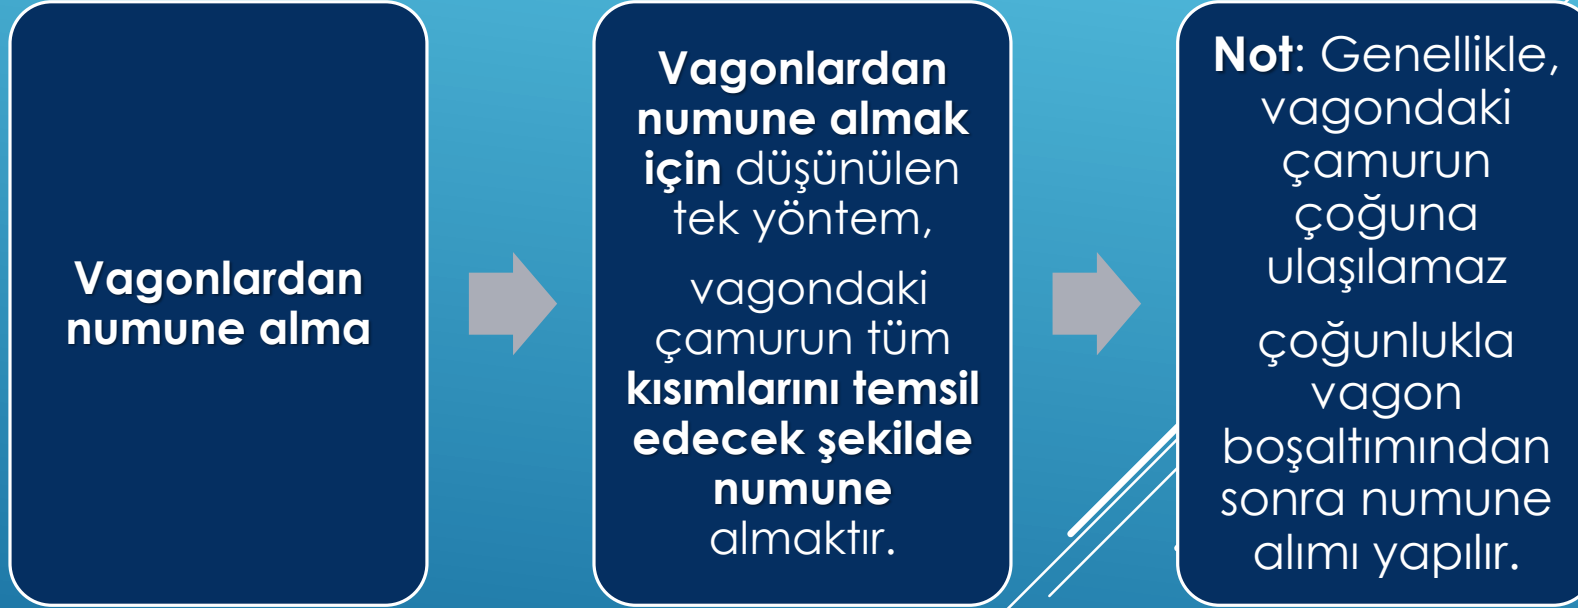 Vagonlardan
numune alma
Vagonlardan
numune almak
için düşünülen
tek yöntem,
vagondaki
çamurun tüm
kısımlarını temsil
edecek şekilde
numune
almaktır.
Not: Genellikle,
vagondaki
çamurun
çoğuna
ulaşılamaz
çoğunlukla
vagon
boşaltımından
sonra numune
alımı yapılır.